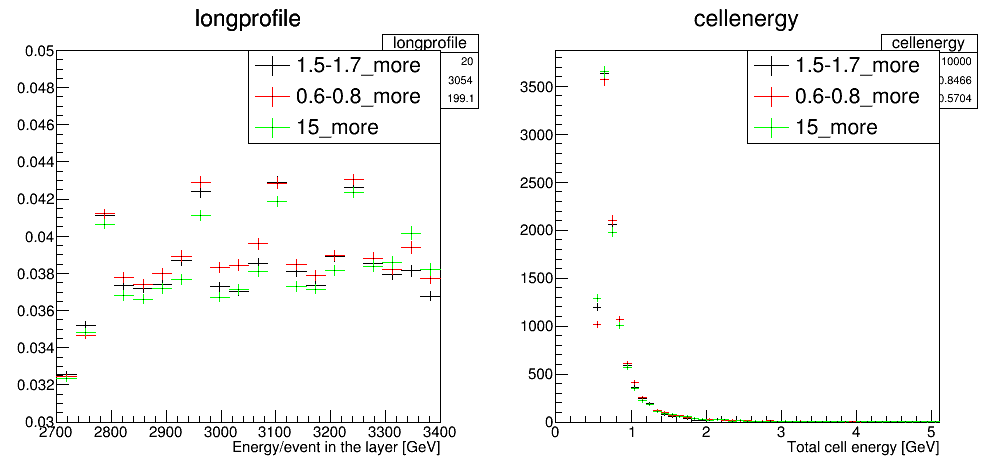 longprofile
longprofile
20
3054
199.1
1.5-1.7_more
0.6-0.8_more
15_more
0.05
0.048
0.046
0.044
0.042
0.04
0.038
0.036
0.034
0.032
0.03
2700 2800 2900 3000 3100 3200 3300 3400
Energy/event in the layer [GeV]
cellenergy
cellenergy
10000
0.8466
0.5704
1.5-1.7_more
0.6-0.8_more
15_more
3500
3000
2500
2000
1500
1000
500
0
0 1 2 3 4 5
Total cell energy [GeV]